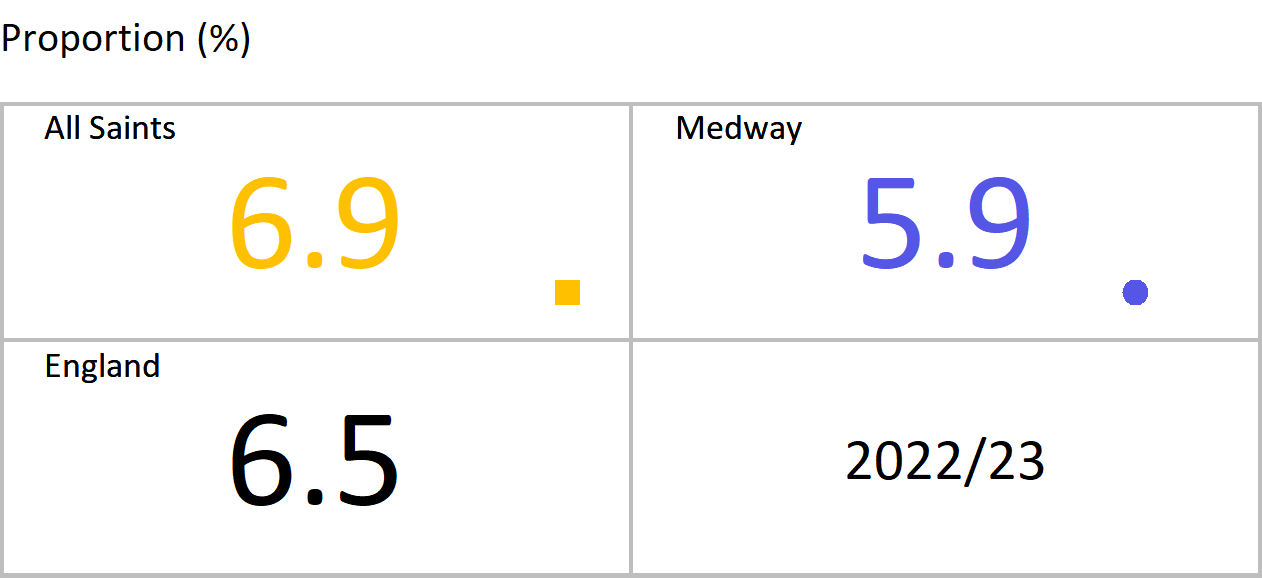 Proportion (%)
All Saints
6.9
Medway
5.9
England
6.5
2022/23